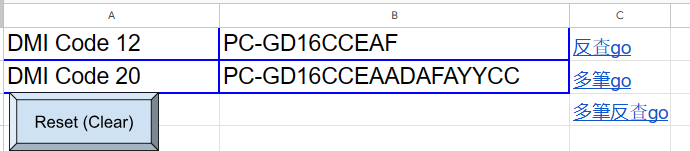 A B C
DMI Code 12 PC-GD16CCEAF 反查go
DMI Code 20 PC-GD16CCEAADAFAYYCC 多筆go
多筆反查go
Reset (Clear)